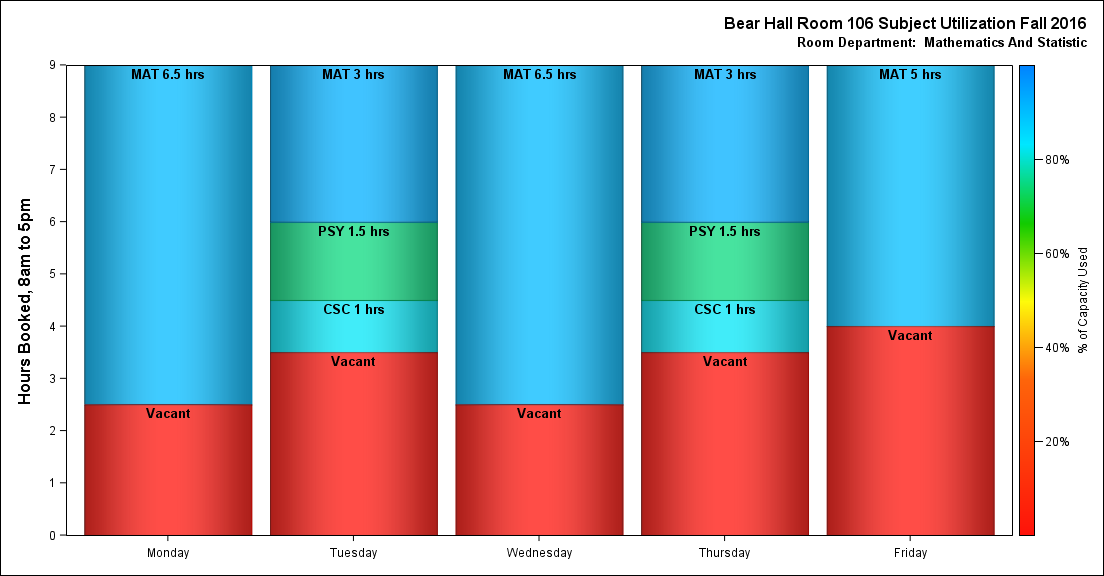 Bear Hall Room 106 Subject Utilization Fall 2016
Room Department: Mathematics And Statistic
Hours Booked, 8am to 5pm
9
8
7
6
5
4
3
2
1
0
MAT 6.5 hrs
Vacant
MAT 3 hrs
PSY 1.5 hrs
CSC 1 hrs
Vacant
MAT 6.5 hrs
Vacant
MAT 3 hrs
PSY 1.5 hrs
CSC 1 hrs
Vacant
MAT 5 hrs
Vacant
Monday
Tuesday
Wednesday
Thursday
Friday
80%
60%
40%
20%
% of Capacity Used